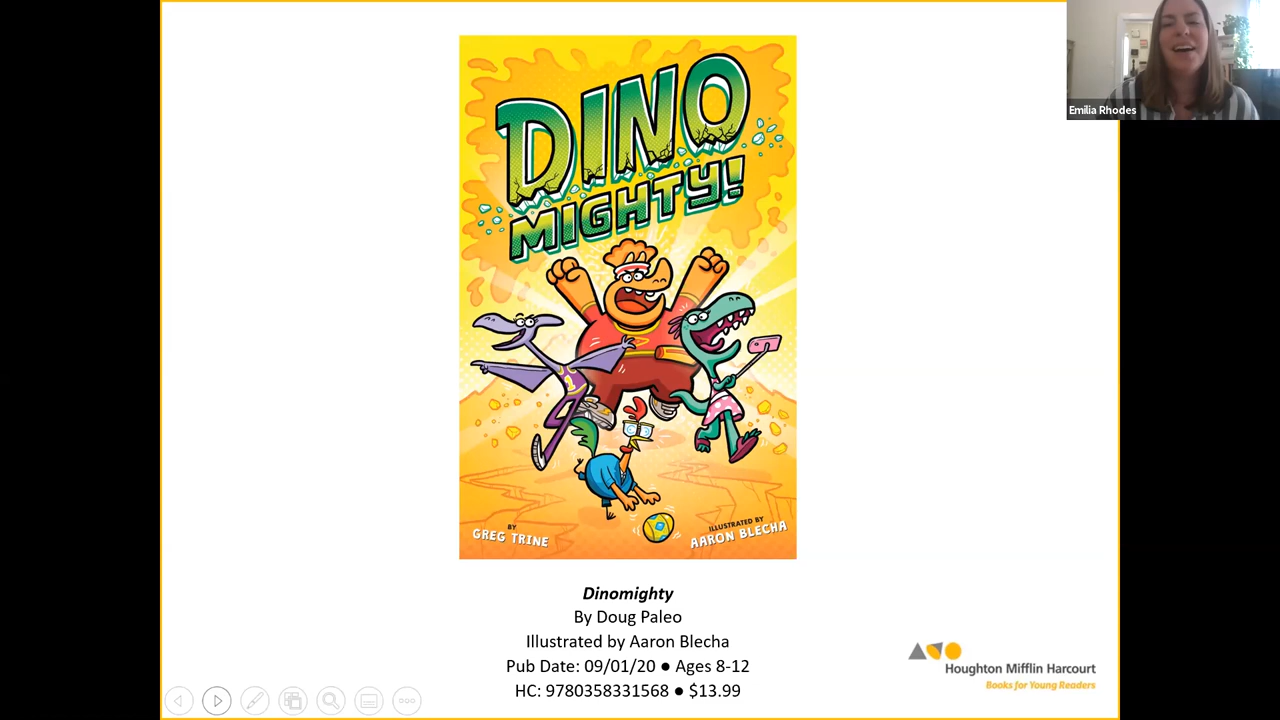 Emilia Rhodes
DINO
MIGHTY!
BY
GREG TRINE
ILLUSTRATED BY
AARON BLECHA
Dinomighty
By Doug Paleo
Illustrated by Aaron Blecha
Pub Date: 09/01/20 ● Ages 8-12
HC: 9780358331568 ● $13.99
Houghton Mifflin Harcourt
Books for Young Readers